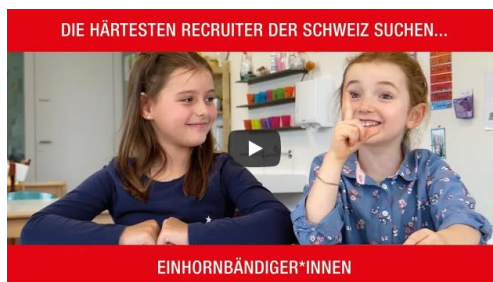 DIE HÄRTESTEN RECRUITER DER SCHWEIZ SUCHEN...
EINHORNBÄNDIGER*INNEN